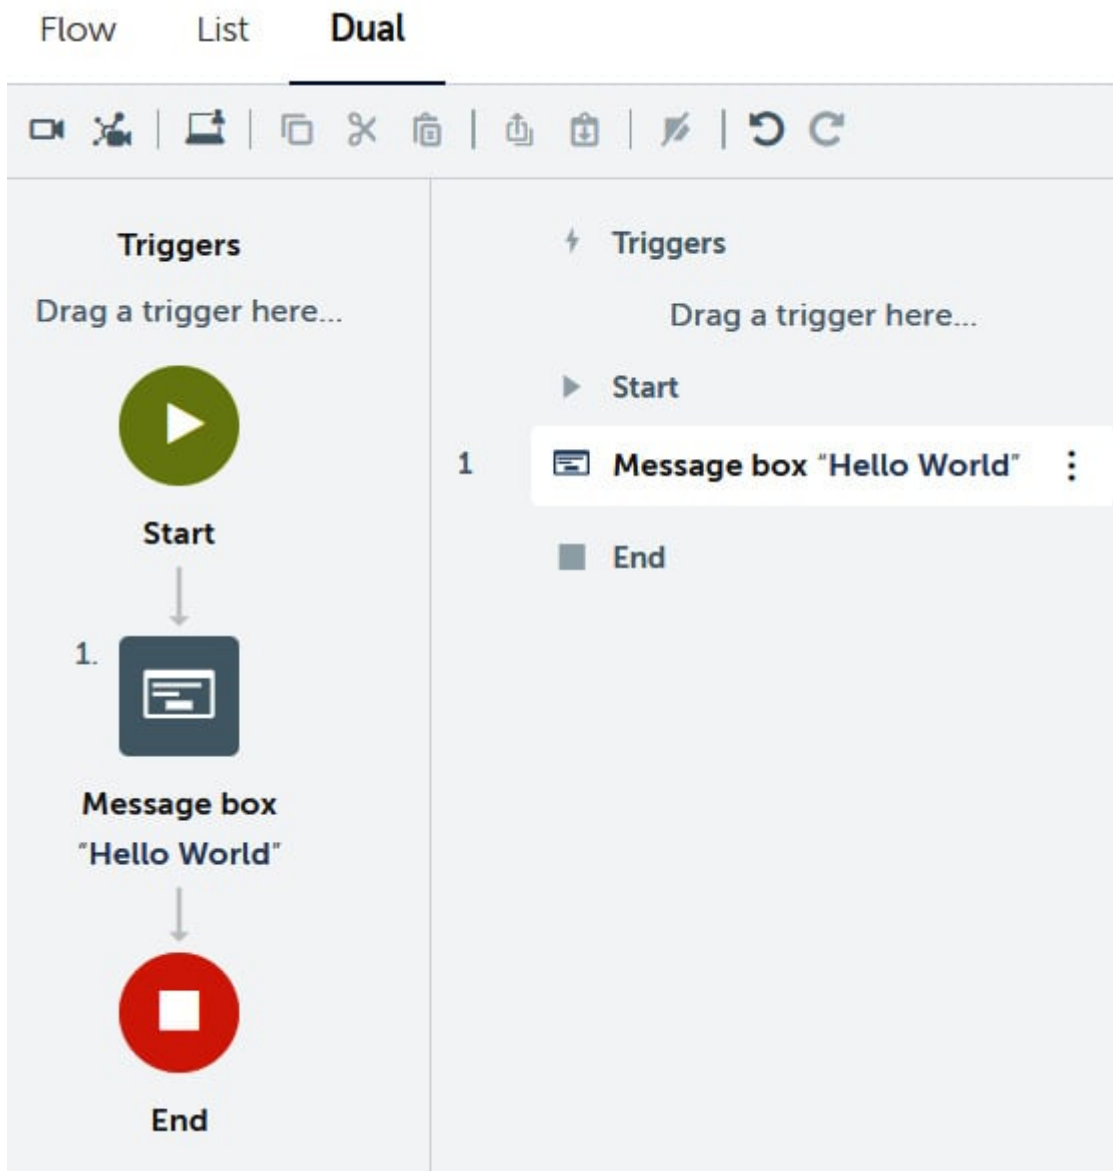 Flow List Dual
Triggers
Drag a trigger here...
Start
1.
Message box
“Hello World”
End
Triggers
Drag a trigger here...
Start
1 Message box “Hello World”
End